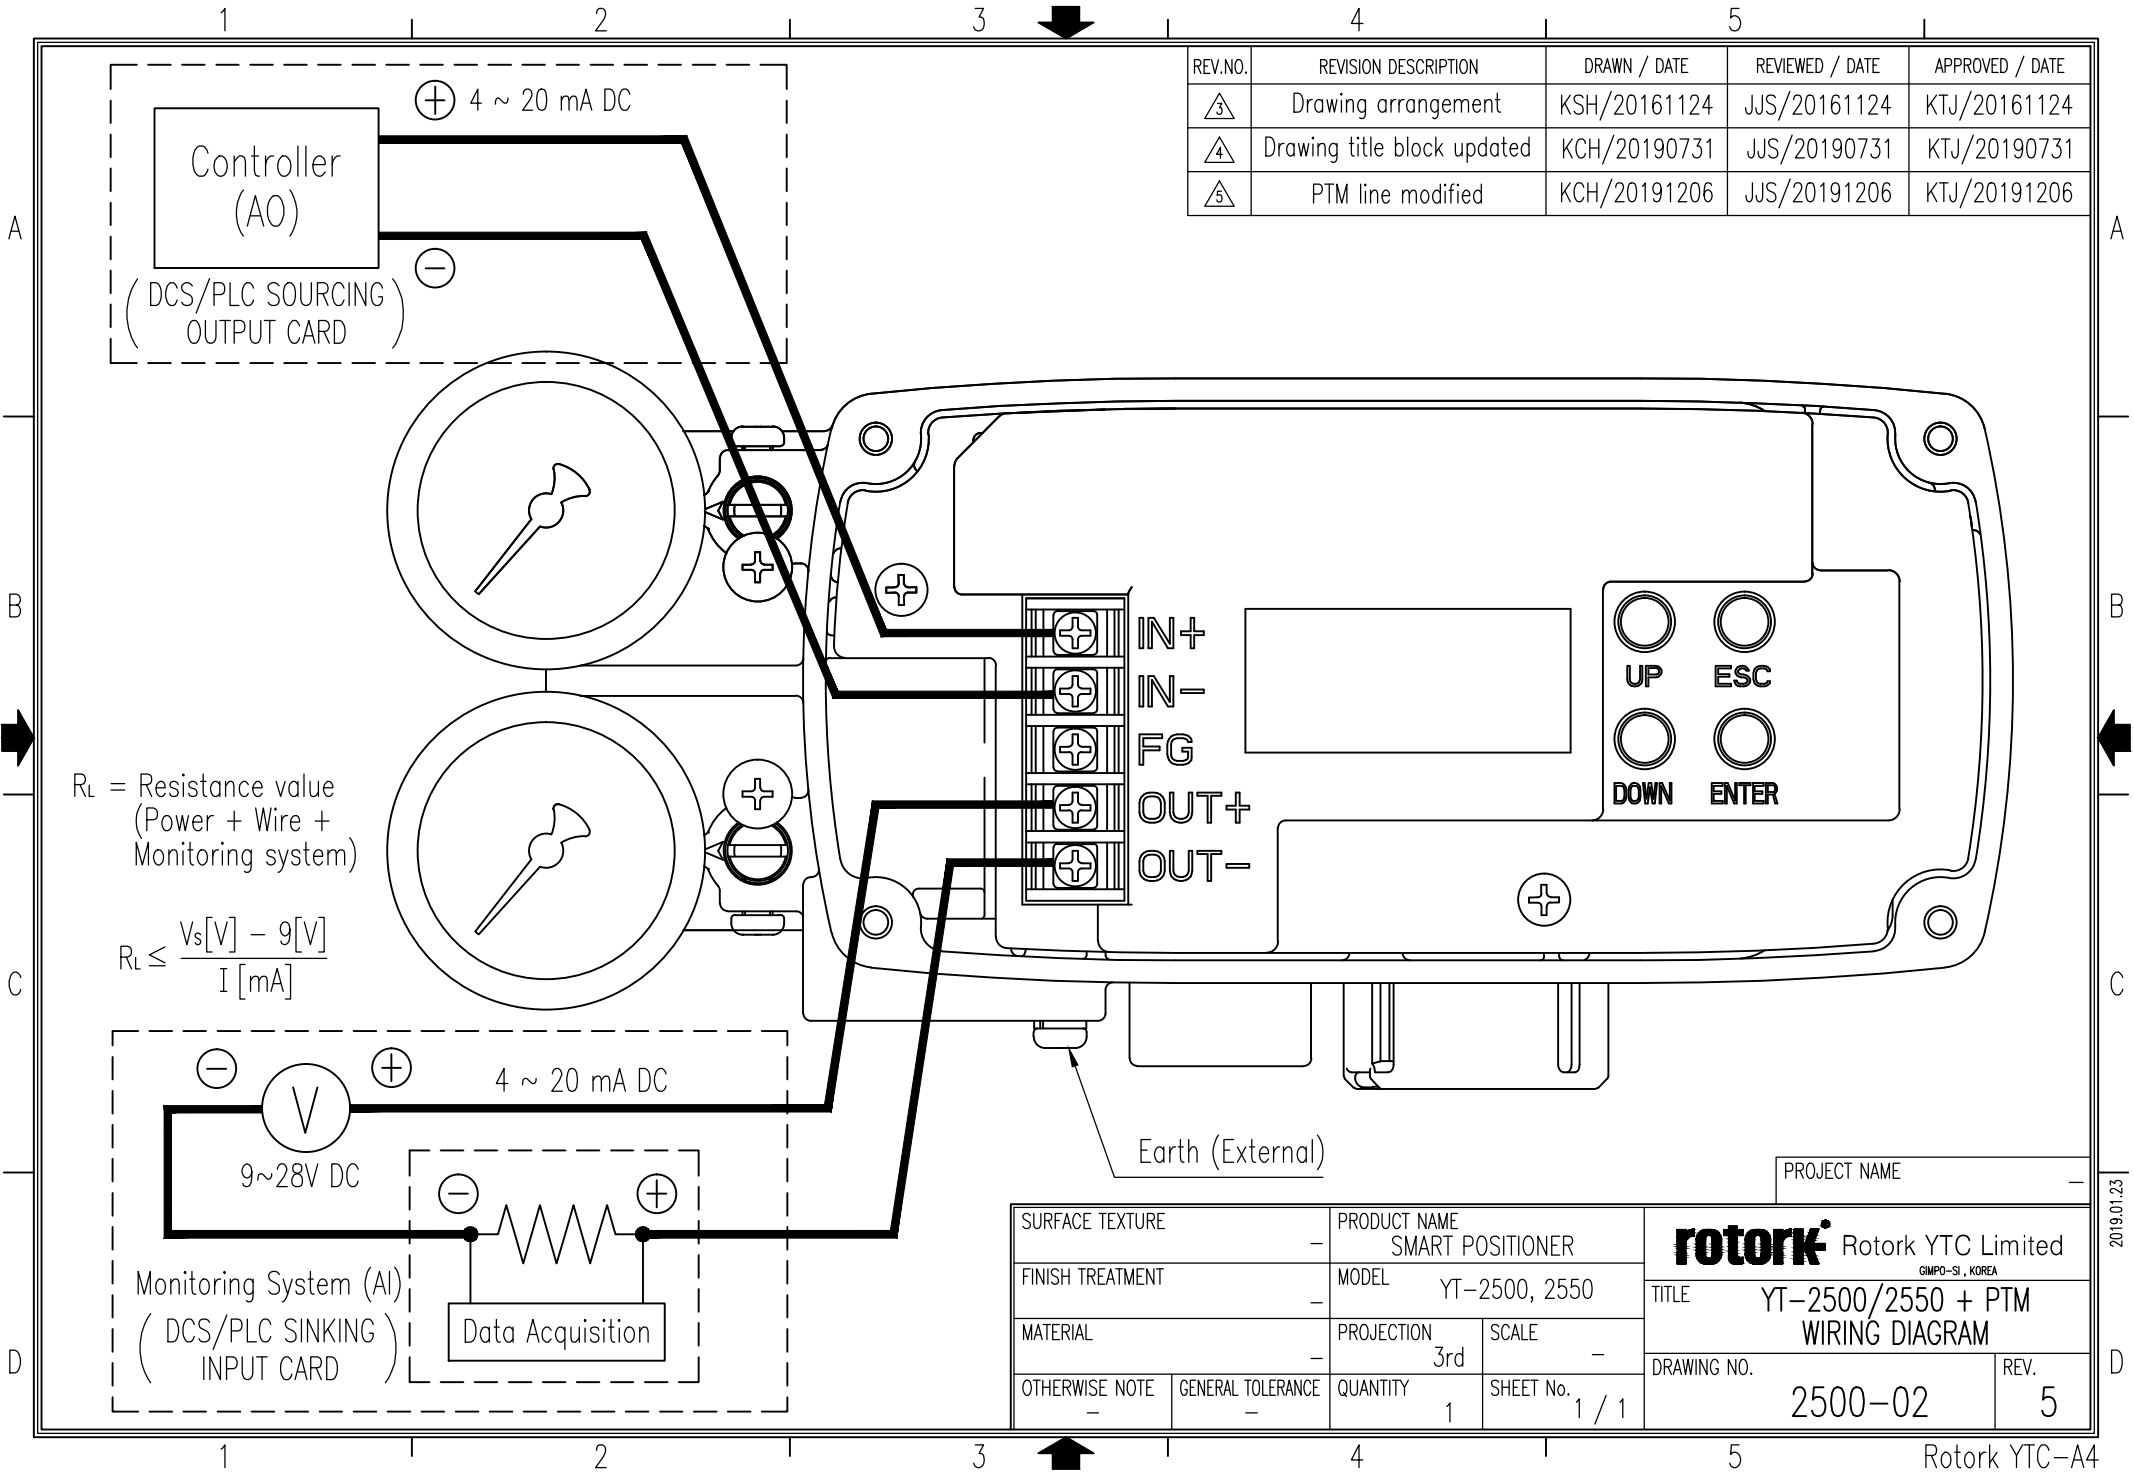 1 2 3 4 5
REV.NO. REVISION DESCRIPTION DRAWN / DATE REVIEWED / DATE APPROVED / DATE
3 Drawing arrangement KSH/20161124 JJS/20161124 KTJ/20161124
4 Drawing title block updated KCH/20190731 JJS/20190731 KTJ/20190731
5 PTM line modified KCH/20191206 JJS/20191206 KTJ/20191206
+ 4 ~ 20 mA DC
Controller
(AO)
−
(DCS/PLC SOURCING
OUTPUT CARD)
A A
B B
C C
D D
IN+
IN−
FG
OUT+
OUT−
UP ESC
DOWN ENTER
RL = Resistance value
(Power + Wire +
Monitoring system)
RL ≤ Vs[V] − 9[V]
I [mA]
− + 4 ~ 20 mA DC
V
9~28V DC
− +
Monitoring System (AI)
(DCS/PLC SINKING
INPUT CARD)
Data Acquisition
Earth (External)
PROJECT NAME −
2019.01.23
SURFACE TEXTURE −
FINISH TREATMENT −
MATERIAL −
OTHERWISE NOTE −
GENERAL TOLERANCE −
PRODUCT NAME
SMART POSITIONER
MODEL YT−2500, 2550
PROJECTION 3rd
SCALE −
QUANTITY 1
SHEET No. 1 / 1
rotork Rotork YTC Limited
GIMPO−SI , KOREA
TITLE YT−2500/2550 + PTM
WIRING DIAGRAM
DRAWING NO. 2500−02
REV. 5
1 2 3 4 5
Rotork YTC−A4